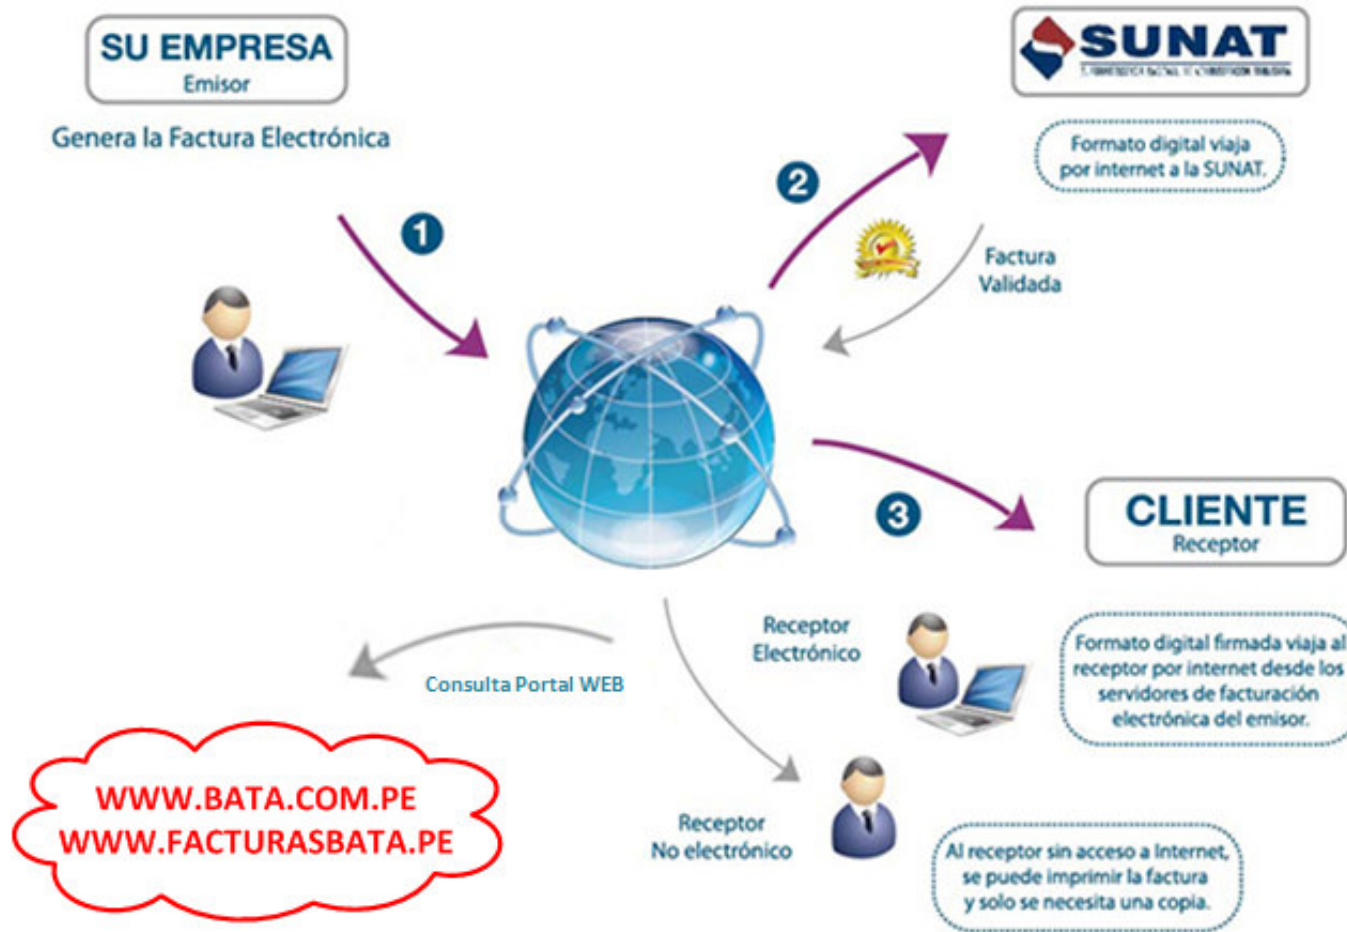 SU EMPRESA
Emisor
Genera la Factura Electrónica
1
2
SUNAT
Formato digital viaja
por internet a la SUNAT.
Factura
Validada
3
CLIENTE
Receptor
Receptor
Electrónico
Formato digital firmada viaja al
receptor por internet desde los
servidores de facturación
electrónica del emisor.
Consulta Portal WEB
WWW.BATA.COM.PE
WWW.FACTURASBATA.PE
Receptor
No electrónico
Al receptor sin acceso a Internet,
se puede imprimir la factura
y solo se necesita una copia.